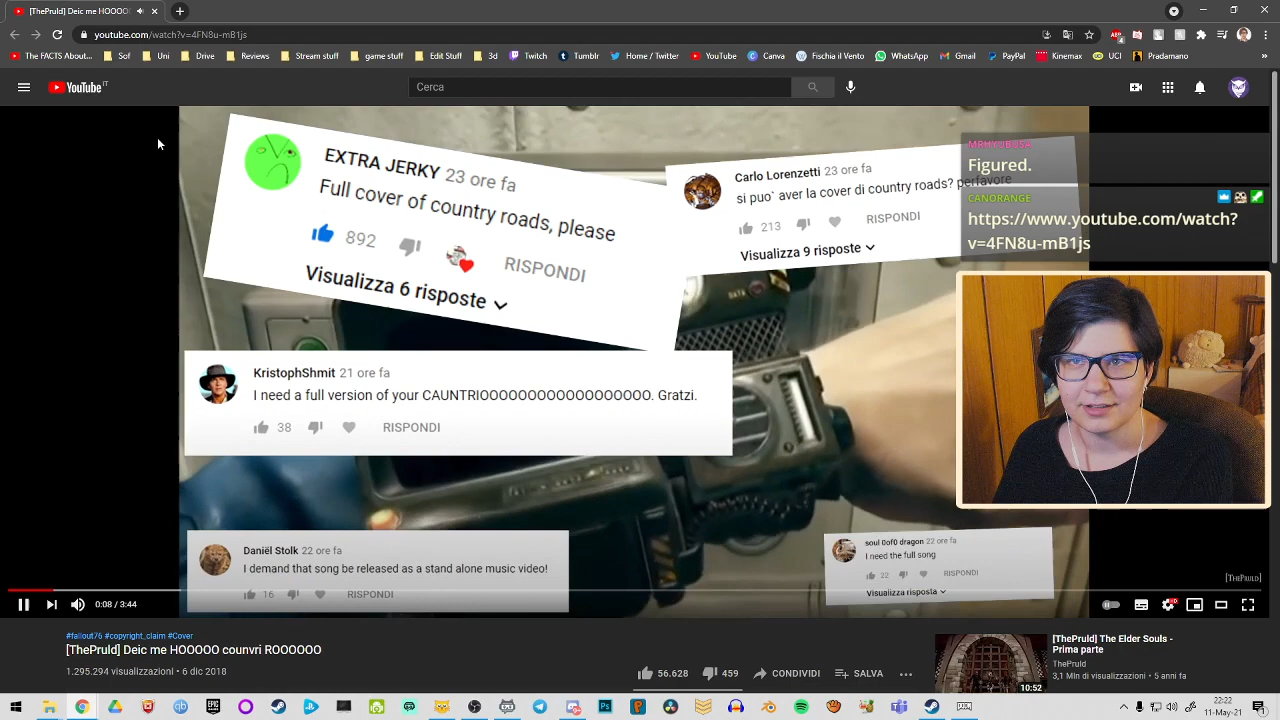 [ThePruld] Deic me HOOOO
youtube.com/watch?v=4FN8u-mB1js
The FACTS About...
Sof
Uni
Drive
Reviews
Stream stuff
game stuff
Edit Stuff
3d
Twitch
Tumblr
Home / Twitter
YouTube
Canva
Fischia il Vento
WhatsApp
Gmail
PayPal
Kinemax
UCI
Pradamano
YouTube IT
Cerca
EXTRA JERKY 23 ore fa
Full cover of country roads, please
892 RISPONDI
Visualizza 6 risposte
Carlo Lorenzetti 23 ore fa
si puo` aver la cover di country roads? perfavore
213 RISPONDI
Visualizza 9 risposte
MPHYUBUSA
Figured.
CANORANGE
https://www.youtube.com/watch?
v=4FN8u-mB1js
DATA
KristophShmit 21 ore fa
I need a full version of your CAUNTRIOOOOOOOOOOOOOOOOOO. Gratzi.
38 RISPONDI
Daniël Stolk 22 ore fa
I demand that song be released as a stand alone music video!
16 RISPONDI
soul 0of0 dragon 22 ore fa
I need the full song
22 RISPONDI
Visualizza risposta
[ThePruld]
0:08 / 3:44
#fallout76 #copyright_claim #Cover
[ThePruld] Deic me HOOOOO counvri ROOOOOO
1.295.294 visualizzazioni • 6 dic 2018
56.628
459
CONDIVIDI
SALVA
[ThePruld] The Elder Souls -
Prima parte
ThePruld
3,1 Mln di visualizzazioni • 5 anni fa
10:52
22:22
11-May-21